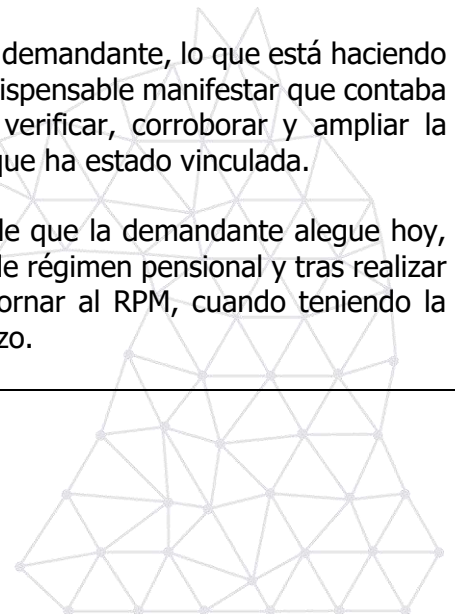 demandante, lo que está haciendo
dispensable manifestar que contaba
verificar, corroborar y ampliar la
que ha estado vinculada.
de que la demandante alegue hoy,
de régimen pensional y tras realizar
ornar al RPM, cuando teniendo la
zo.